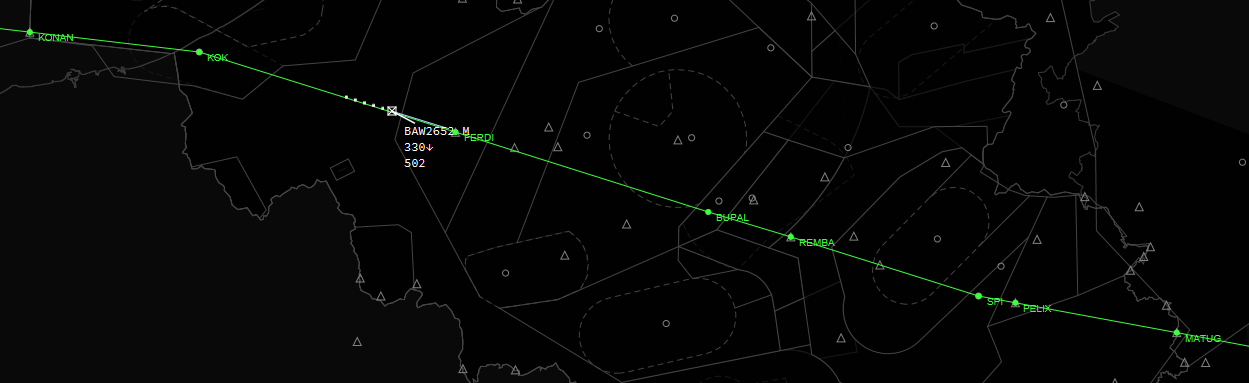 KONAN
KOK
BAW2652 M
330↓
502
FERDI
BUPAL
REMBA
SPI
PELIX
MATUG